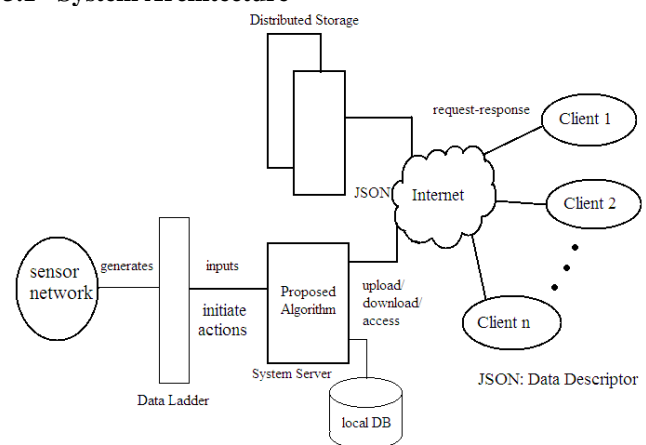 Distributed Storage
request-response
Client 1
JSON
Internet
Client 2
sensor
network
generates
inputs
initiate
actions
Proposed
Algorithm
upload/
download/
access
Client n
System Server
JSON: Data Descriptor
Data Ladder
local DB